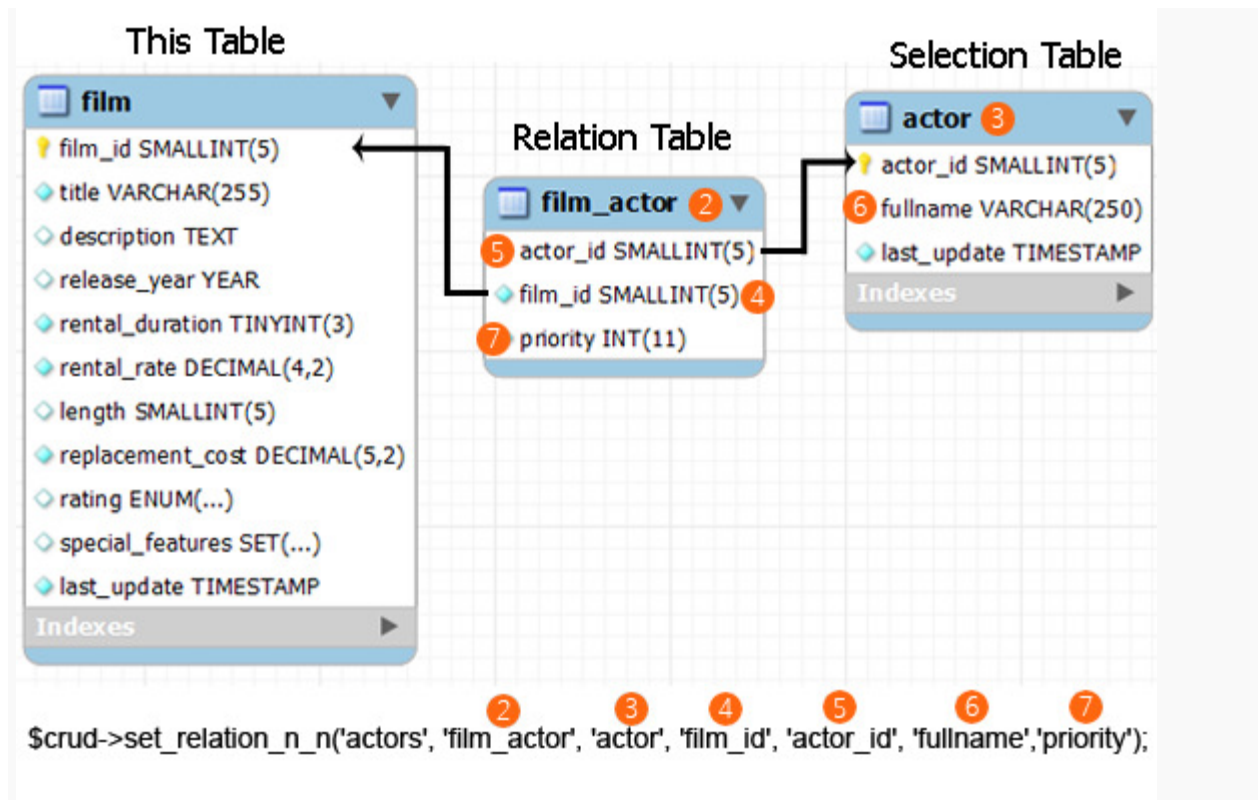 This Table
film
film_id SMALLINT(5)
title VARCHAR(255)
description TEXT
release_year YEAR
rental_duration TINYINT(3)
rental_rate DECIMAL(4,2)
length SMALLINT(5)
replacement_cost DECIMAL(5,2)
rating ENUM(...)
special_features SET(...)
last_update TIMESTAMP
Indexes
Relation Table
film_actor 2
5 actor_id SMALLINT(5)
film_id SMALLINT(5) 4
7 priority INT(11)
Selection Table
actor 3
actor_id SMALLINT(5)
6 fullname VARCHAR(250)
last_update TIMESTAMP
Indexes
2 3 4 5 6 7
$crud->set_relation_n_n('actors', 'film_actor', 'actor', 'film_id', 'actor_id', 'fullname','priority');